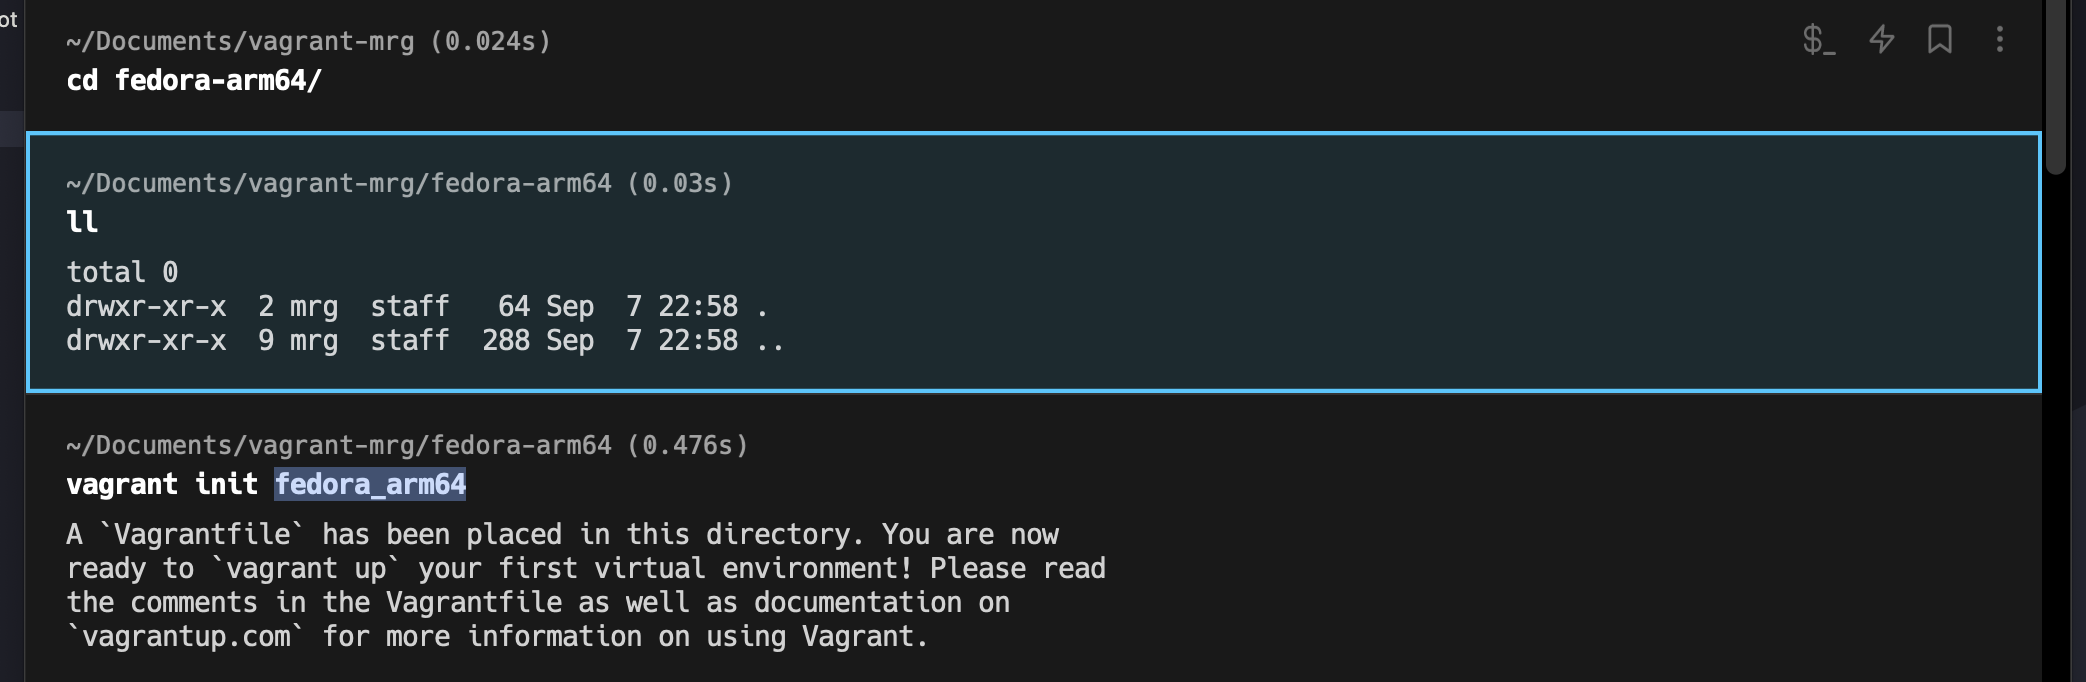 ot
~/Documents/vagrant-mrg (0.024s)
$_
cd fedora-arm64/
~/Documents/vagrant-mrg/fedora-arm64 (0.03s)
ll
total 0
drwxr-xr-x  2 mrg  staff   64 Sep  7 22:58 .
drwxr-xr-x  9 mrg  staff  288 Sep  7 22:58 ..
~/Documents/vagrant-mrg/fedora-arm64 (0.476s)
vagrant init fedora_arm64
A `Vagrantfile` has been placed in this directory. You are now
ready to `vagrant up` your first virtual environment! Please read
the comments in the Vagrantfile as well as documentation on
`vagrantup.com` for more information on using Vagrant.